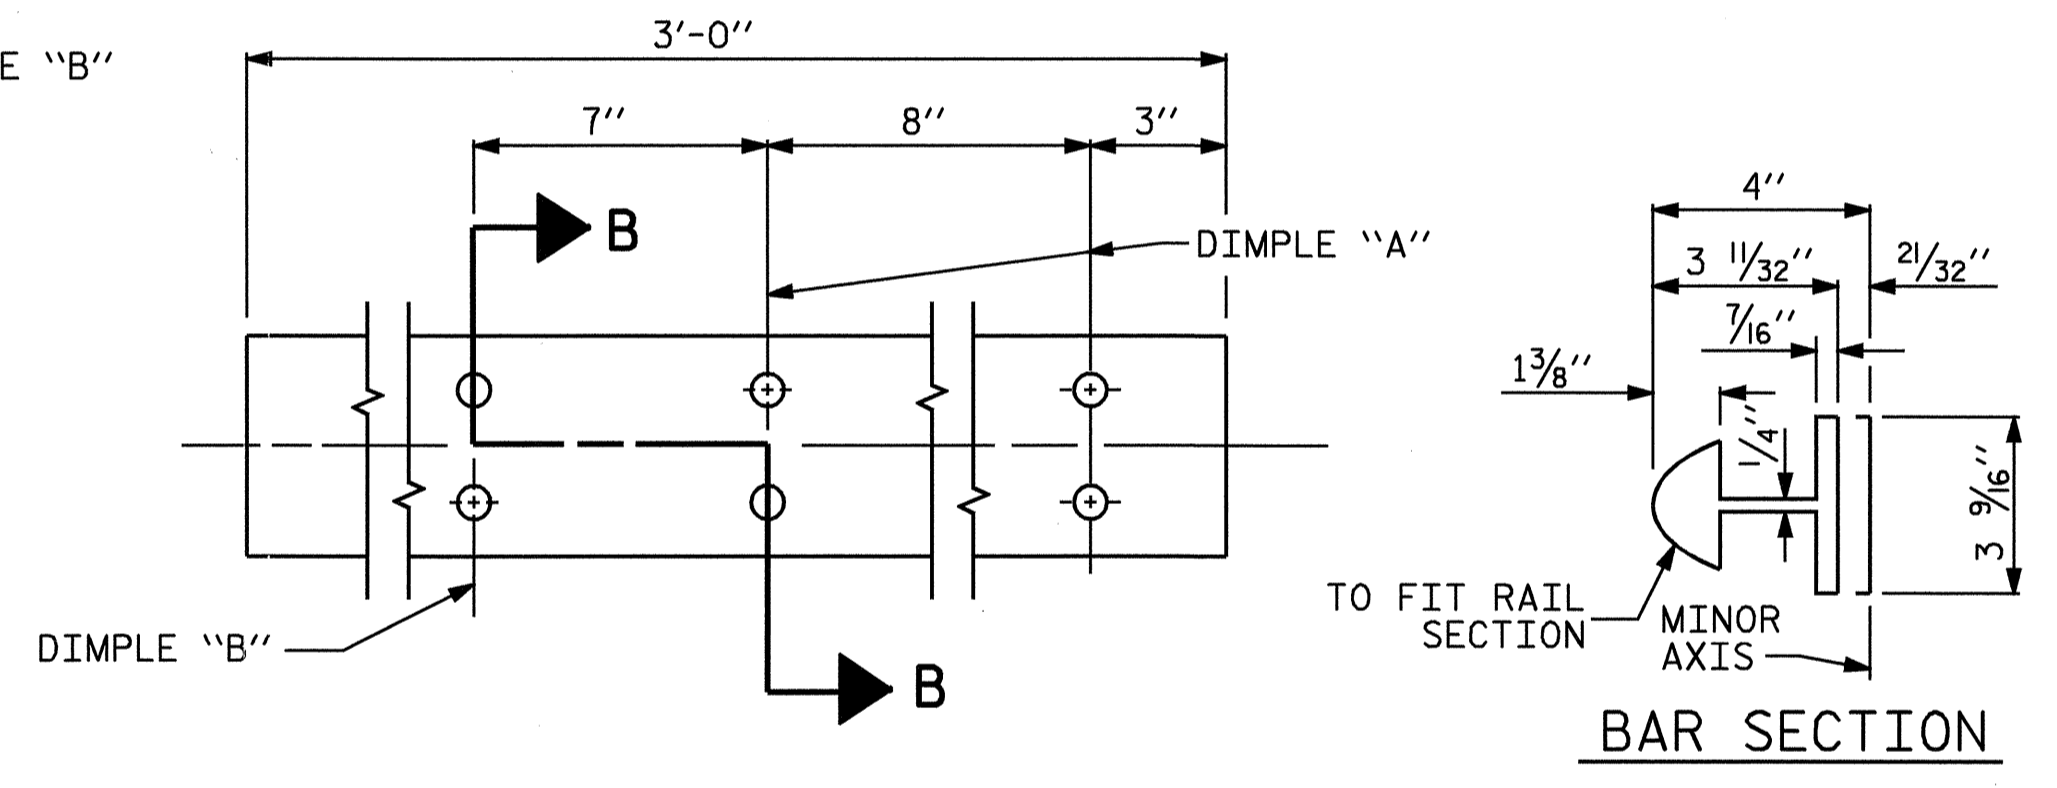 E "B"
3'-0"
7"
8"
3"
B
DIMPLE "A"
DIMPLE "B"
B
4"
3 11/32"
21/32"
7/16"
1 3/8"
1/4"
3 9/16"
TO FIT RAIL
SECTION
MINOR
AXIS
BAR SECTION